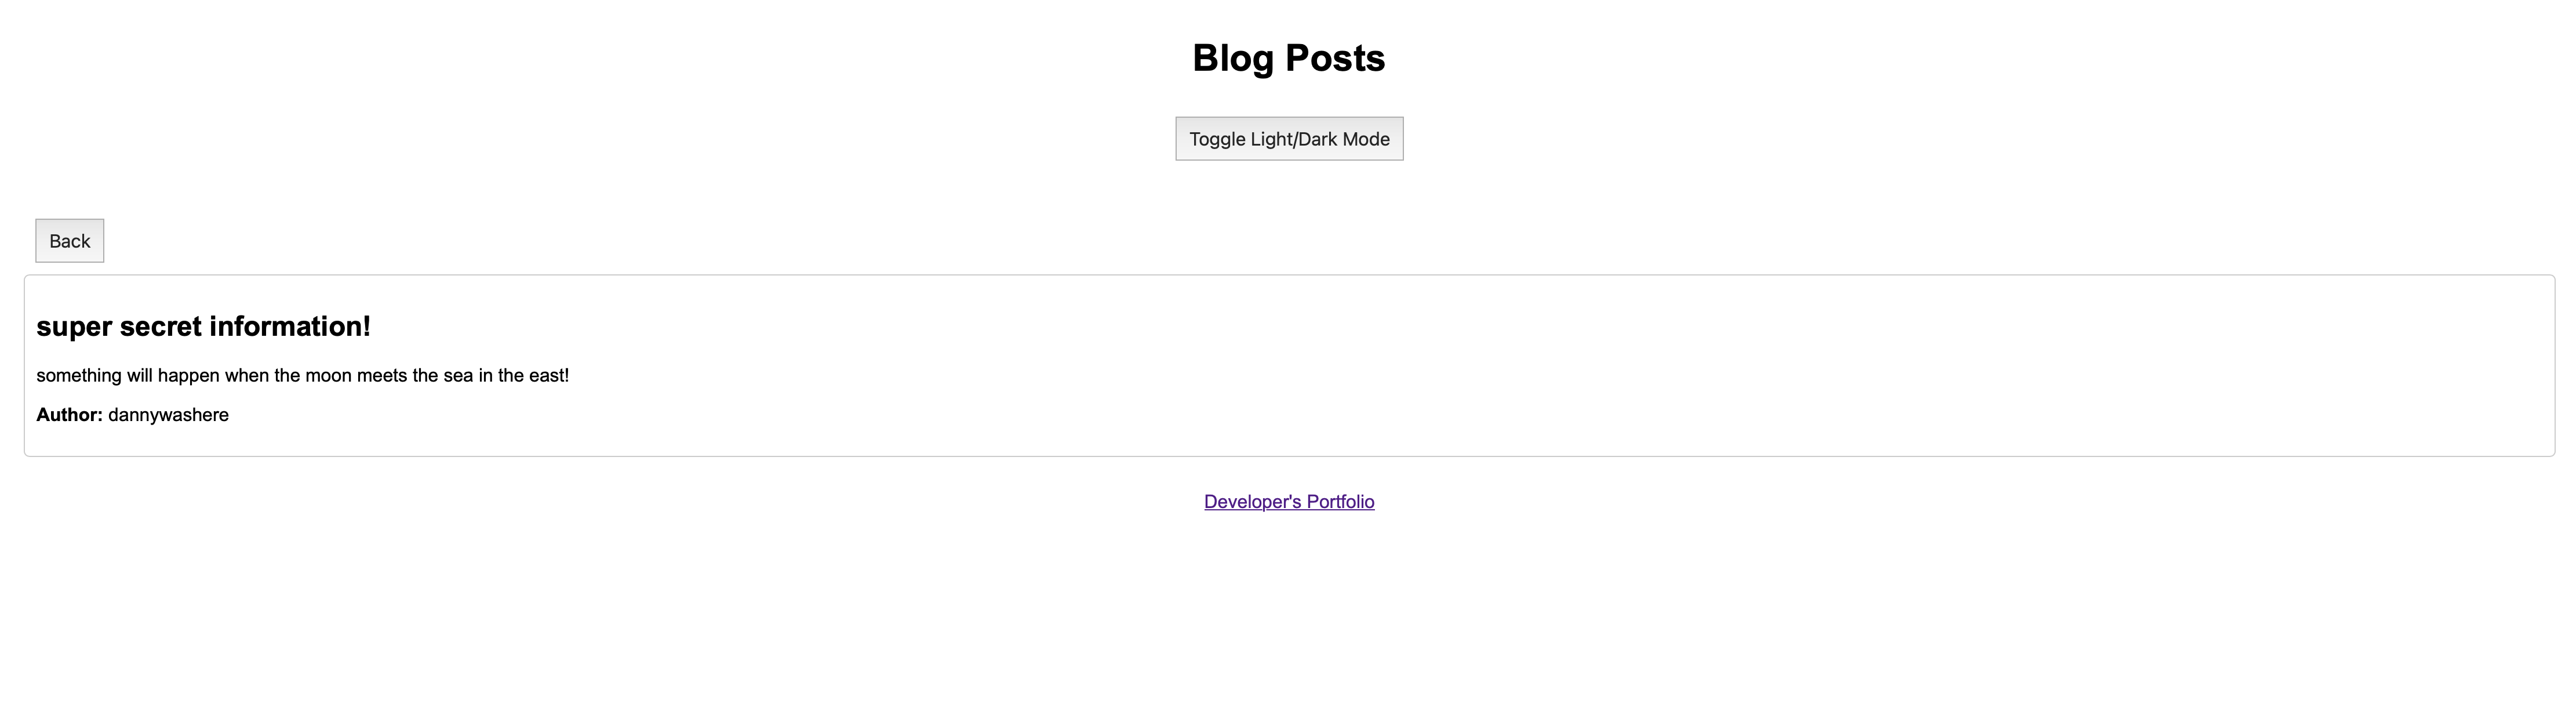 Blog Posts
Toggle Light/Dark Mode
Back
super secret information!
something will happen when the moon meets the sea in the east!
Author: dannywashere
Developer's Portfolio